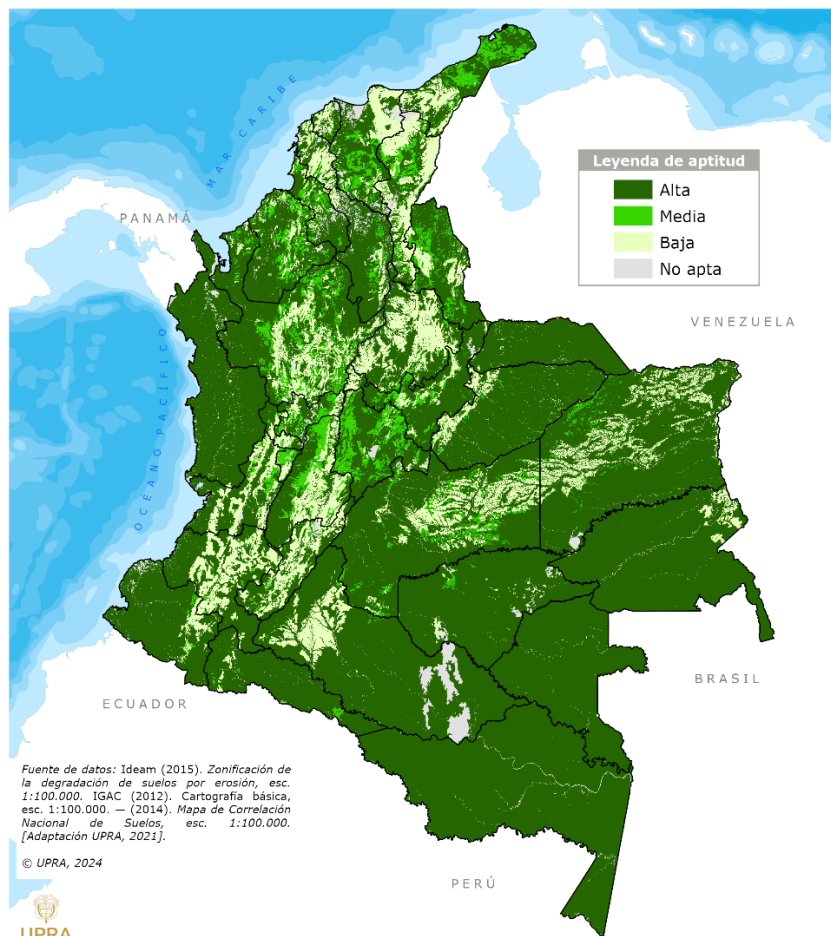 MAR CARIBE
Leyenda de aptitud
Alta
Media
Baja
No apta
PANAMÁ
VENEZUELA
OCÉANO PACÍFICO
BRASIL
ECUADOR
Fuente de datos: Ideam (2015). Zonificación de
la degradación de suelos por erosión, esc.
1:100.000. IGAC (2012). Cartografía básica,
esc. 1:100.000. — (2014). Mapa de Correlación
Nacional de Suelos, esc. 1:100.000.
[Adaptación UPRA, 2021].
© UPRA, 2024
PERÚ
UPRA